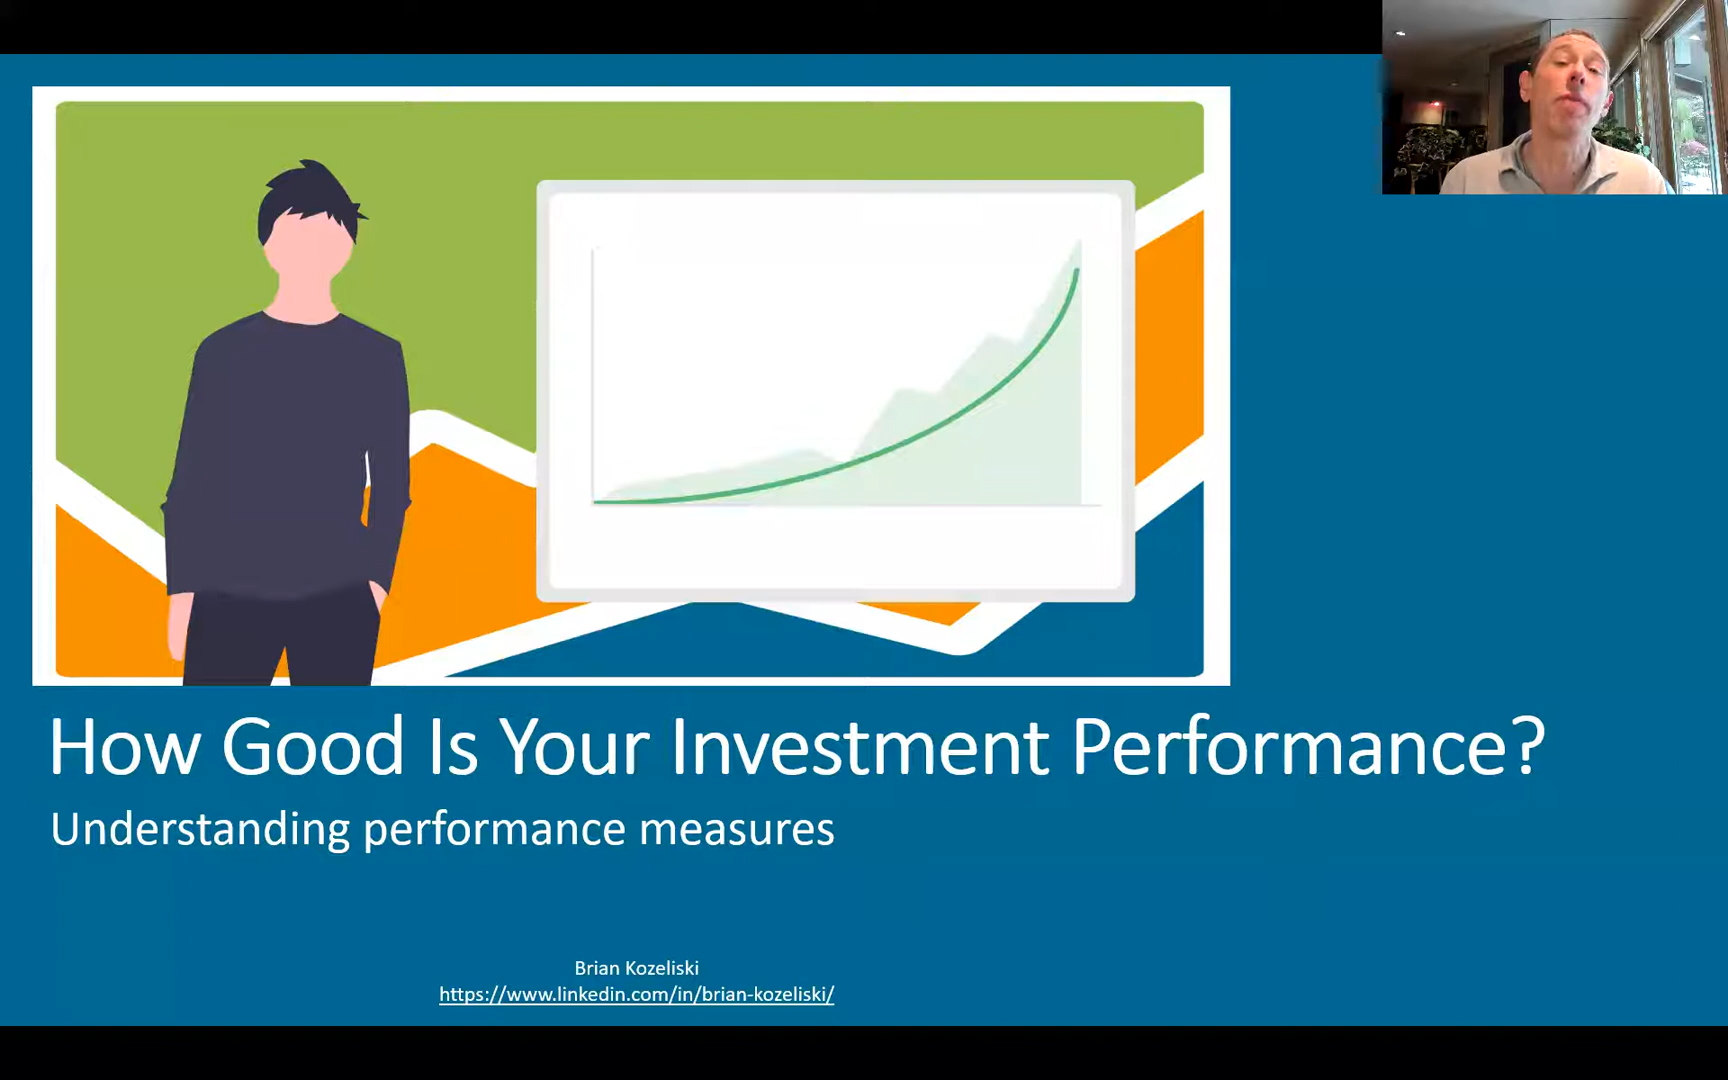 How Good Is Your Investment Performance?
Understanding performance measures
Brian Kozeliski
https://www.linkedin.com/in/brian-kozeliski/